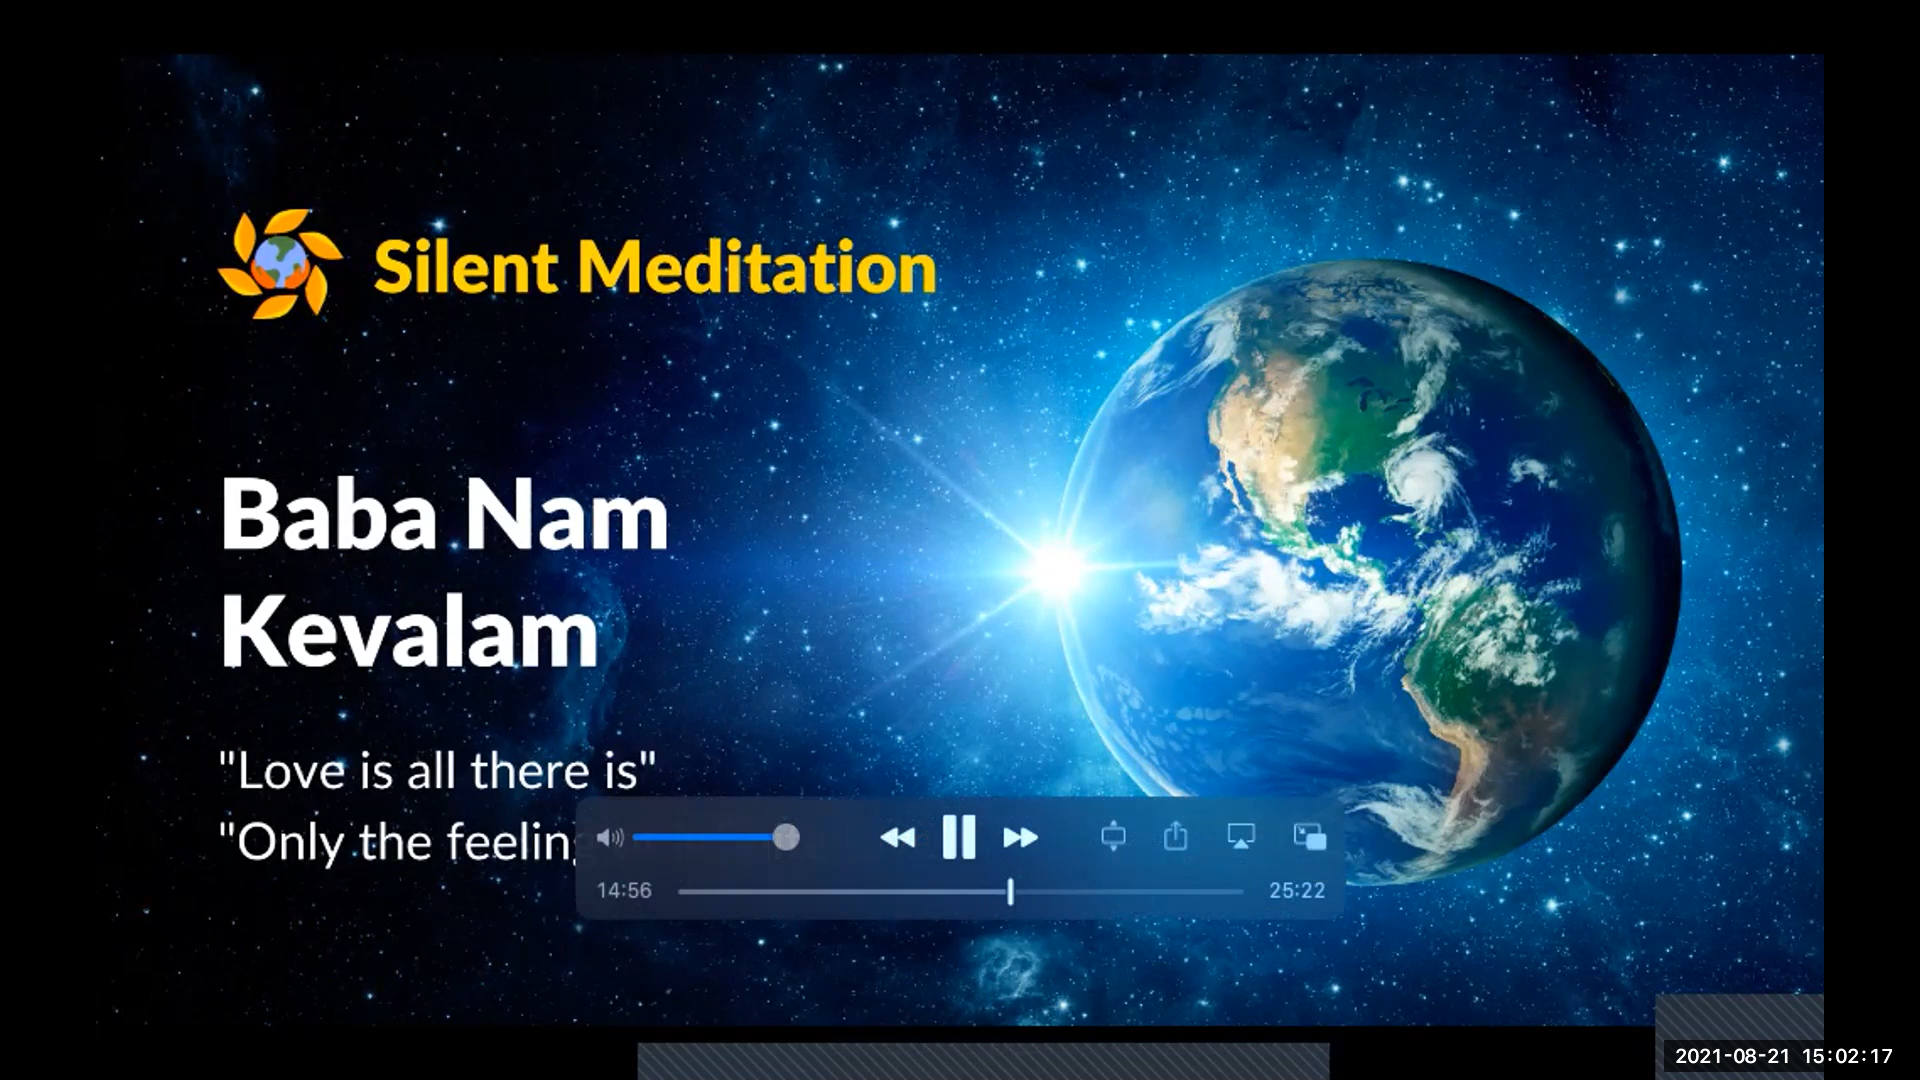 Silent Meditation
Baba Nam
Kevalam
"Love is all there is"
"Only the feeling
14:56
25:22
2021-08-21 15:02:17